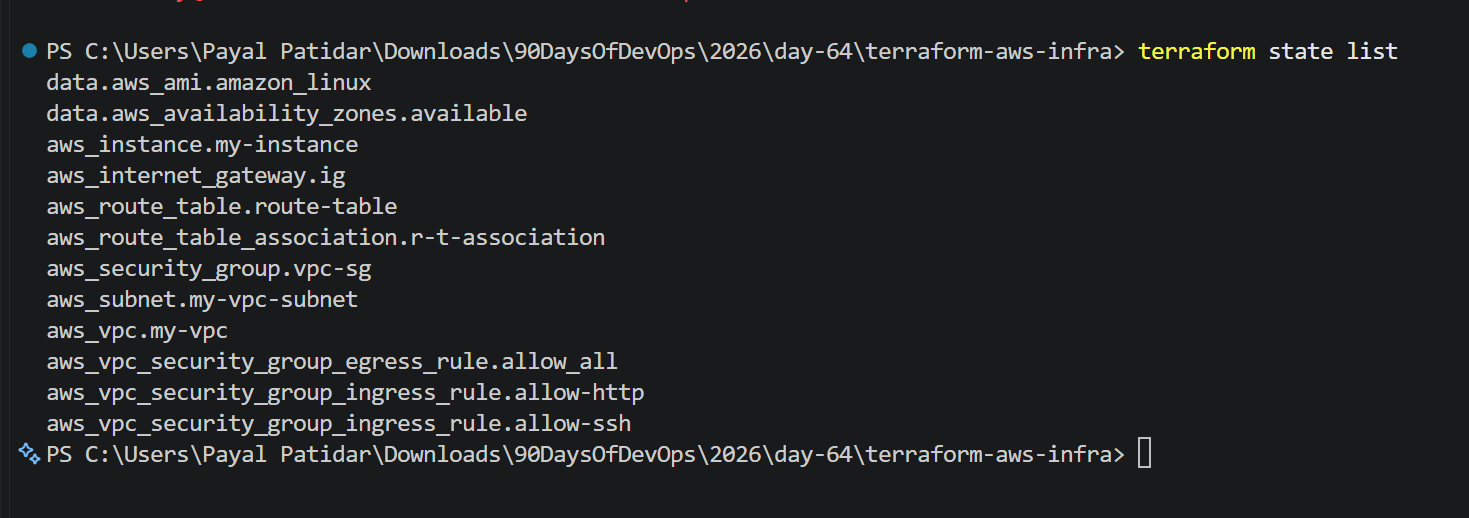 PS C:\Users\Payal Patidar\Downloads\90DaysOfDevOps\2026\day-64\terraform-aws-infra> terraform state list
data.aws_ami.amazon_linux
data.aws_availability_zones.available
aws_instance.my-instance
aws_internet_gateway.ig
aws_route_table.route-table
aws_route_table_association.r-t-association
aws_security_group.vpc-sg
aws_subnet.my-vpc-subnet
aws_vpc.my-vpc
aws_vpc_security_group_egress_rule.allow_all
aws_vpc_security_group_ingress_rule.allow-http
aws_vpc_security_group_ingress_rule.allow-ssh
PS C:\Users\Payal Patidar\Downloads\90DaysOfDevOps\2026\day-64\terraform-aws-infra>